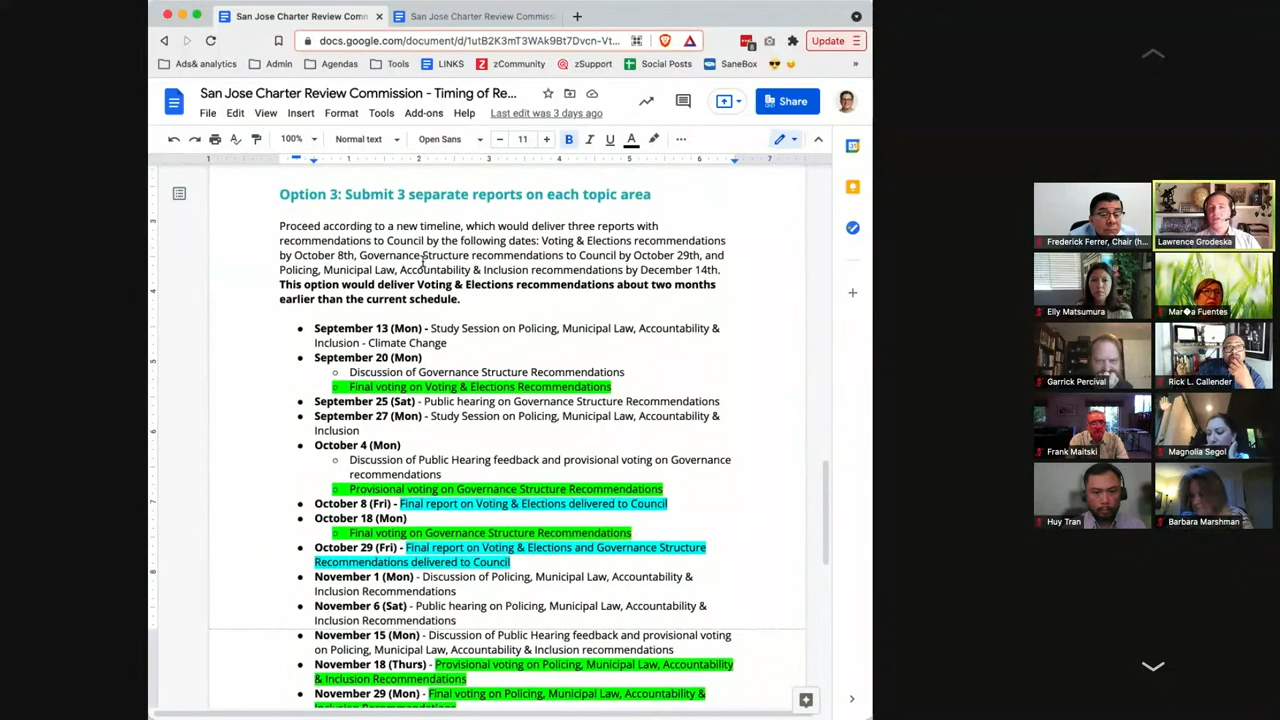 San Jose Charter Review Comm
San Jose Charter Review Commiss
docs.google.com/document/d/1utB2K3mT3WAk9Bt7Dvcn-Vt...
Update
Ads& analytics
Admin
Agendas
Tools
LINKS
zCommunity
zSupport
Social Posts
SaneBox
»
San Jose Charter Review Commission - Timing of Re...
File Edit View Insert Format Tools Add-ons Help Last edit was 3 days ago
Share
100% Normal text Open Sans 11 B I U A
1 1 2 3 4 5 6 7
Option 3: Submit 3 separate reports on each topic area
Proceed according to a new timeline, which would deliver three reports with
recommendations to Council by the following dates: Voting & Elections recommendations
by October 8th, Governance Structure recommendations to Council by October 29th, and
Policing, Municipal Law, Accountability & Inclusion recommendations by December 14th.
This option would deliver Voting & Elections recommendations about two months
earlier than the current schedule.
● September 13 (Mon) - Study Session on Policing, Municipal Law, Accountability &
Inclusion - Climate Change
● September 20 (Mon)
○ Discussion of Governance Structure Recommendations
○ Final voting on Voting & Elections Recommendations
● September 25 (Sat) - Public hearing on Governance Structure Recommendations
● September 27 (Mon) - Study Session on Policing, Municipal Law, Accountability &
Inclusion
● October 4 (Mon)
○ Discussion of Public Hearing feedback and provisional voting on Governance
recommendations
○ Provisional voting on Governance Structure Recommendations
● October 8 (Fri) - Final report on Voting & Elections delivered to Council
● October 18 (Mon)
○ Final voting on Governance Structure Recommendations
● October 29 (Fri) - Final report on Voting & Elections and Governance Structure
Recommendations delivered to Council
● November 1 (Mon) - Discussion of Policing, Municipal Law, Accountability &
Inclusion Recommendations
● November 6 (Sat) - Public hearing on Policing, Municipal Law, Accountability &
Inclusion Recommendations
● November 15 (Mon) - Discussion of Public Hearing feedback and provisional voting
on Policing, Municipal Law, Accountability & Inclusion recommendations
● November 18 (Thurs) - Provisional voting on Policing, Municipal Law, Accountability
& Inclusion Recommendations
● November 29 (Mon) - Final voting on Policing, Municipal Law, Accountability &
Inclusion Recommendations
Frederick Ferrer, Chair (h...
Lawrence Grodeska
Elly Matsumura
Mar�a Fuentes
Garrick Percival
Rick L. Callender
Frank Maitski
Magnolia Segol
Huy Tran
Barbara Marshman